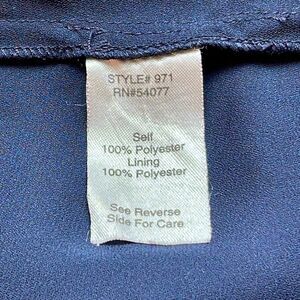 STYLE# 971
RN#54077
Self
100% Polyester
Lining
100% Polyester
See Reverse
Side For Care